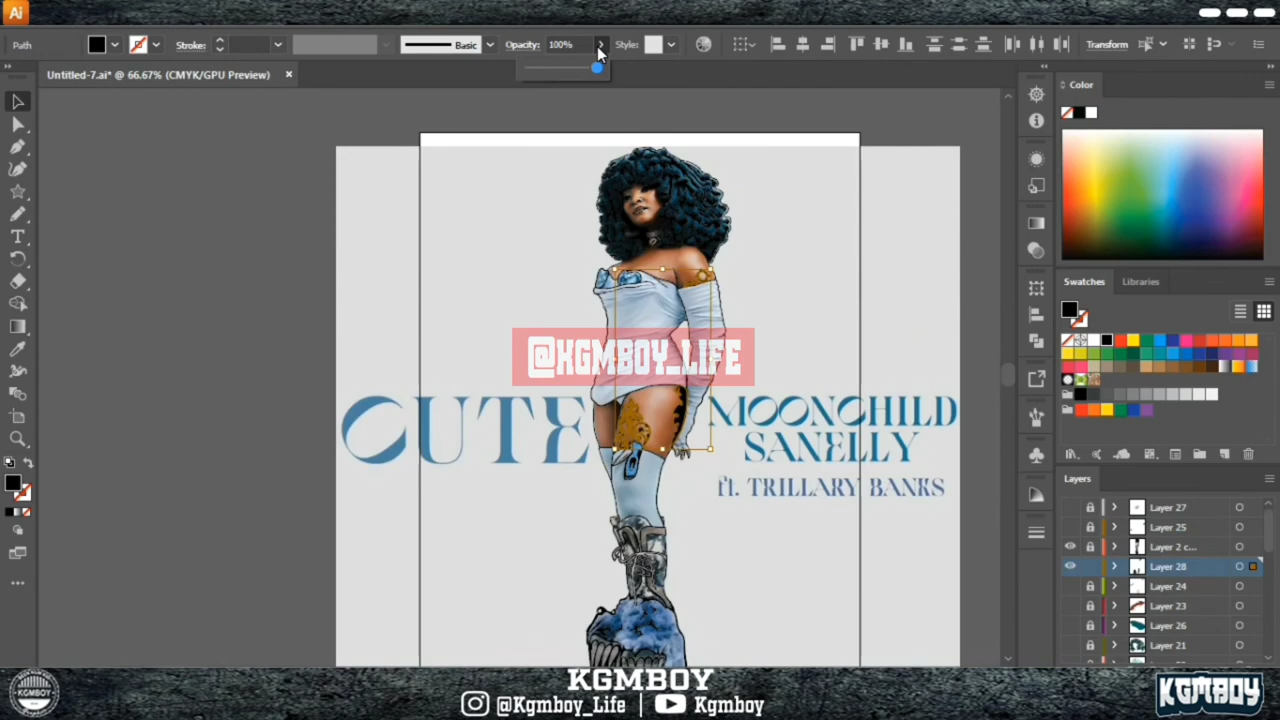 Ai
Path
Stroke:
Basic
Opacity:
100%
Style:
Transform
Untitled-7.ai* @ 66.67% (CMYK/GPU Preview)
×
Color
Swatches
Libraries
Layers
Layer 27
Layer 25
Layer 2 c...
Layer 28
Layer 24
Layer 23
Layer 26
Layer 21
@KGMBOY_LIFE
CUTE
MOONCHILD
SANELLY
ft. TRILLARY BANKS
KGMBOY
KGMBOY
@Kgmboy_Life | Kgmboy
KGMBOY